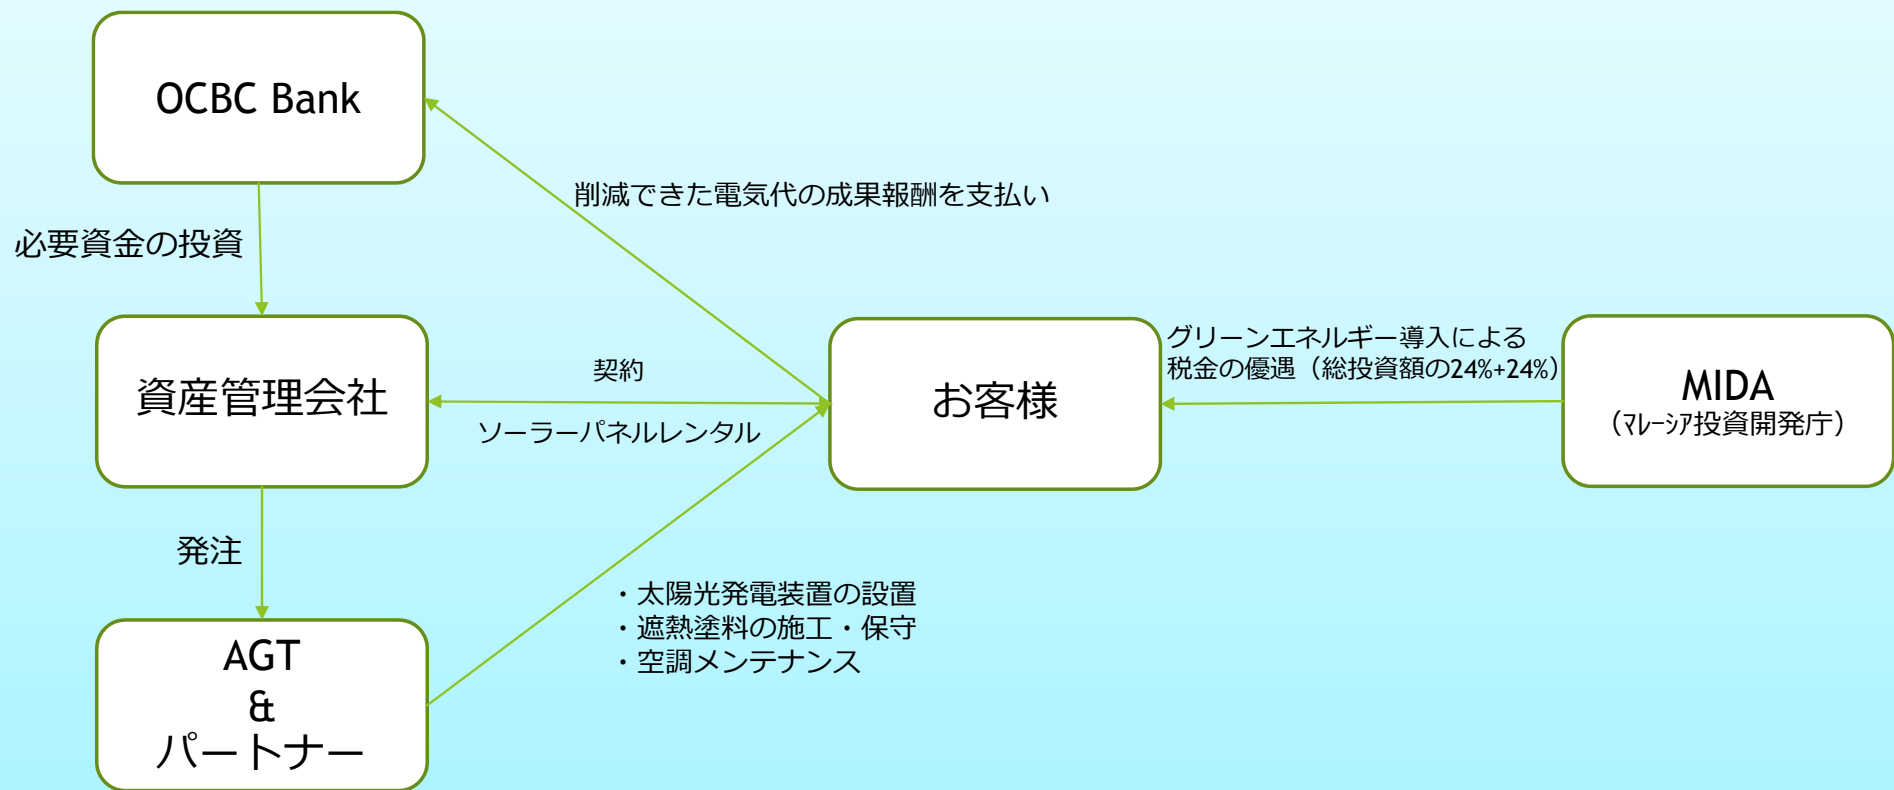 OCBC Bank
削減できた電気代の成果報酬を支払い
必要資金の投資
資産管理会社
契約
ソーラーパネルレンタル
お客様
グリーンエネルギー導入による
税金の優遇（総投資額の24%+24%）
MIDA
（ﾏﾚｰｼｱ投資開発庁）
発注
・太陽光発電装置の設置
・遮熱塗料の施工・保守
・空調メンテナンス
AGT
&
パートナー